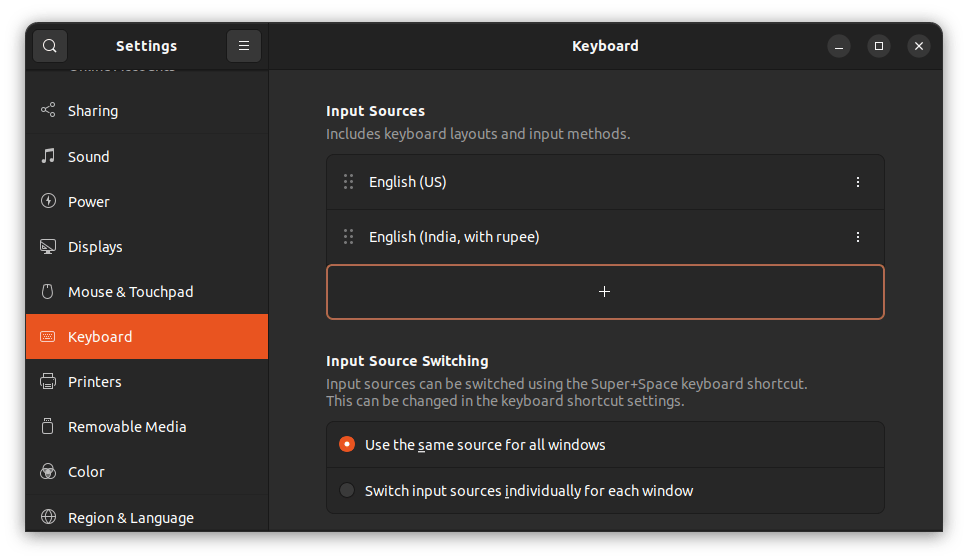 Settings
Keyboard
Sharing
Sound
Power
Displays
Mouse & Touchpad
Keyboard
Printers
Removable Media
Color
Region & Language
Input Sources
Includes keyboard layouts and input methods.
English (US)
English (India, with rupee)
+
Input Source Switching
Input sources can be switched using the Super+Space keyboard shortcut.
This can be changed in the keyboard shortcut settings.
Use the same source for all windows
Switch input sources individually for each window